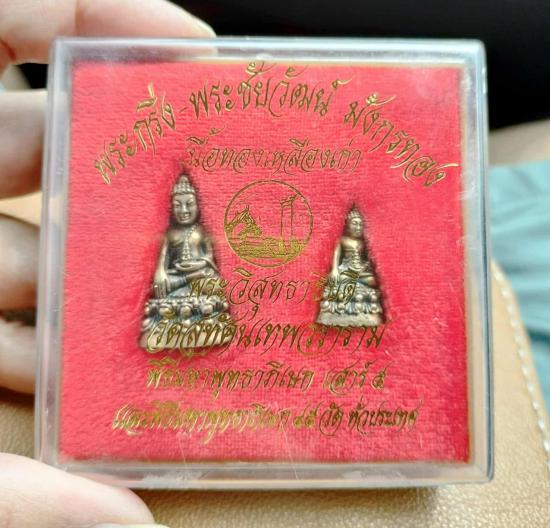 พระกริ่ง-พระชัยวัฒน์ มังกรทอง
เนื้อทองเหลืองเก่า
พระวิสุทธาธิบดี
วัดสุทัศน์เทพวราราม
พิธีมหาพุทธาภิเษก เสาร์ ๕
และพิธีมหาพุทธาภิเษก ๔๕ วัด ทั่วประเทศ